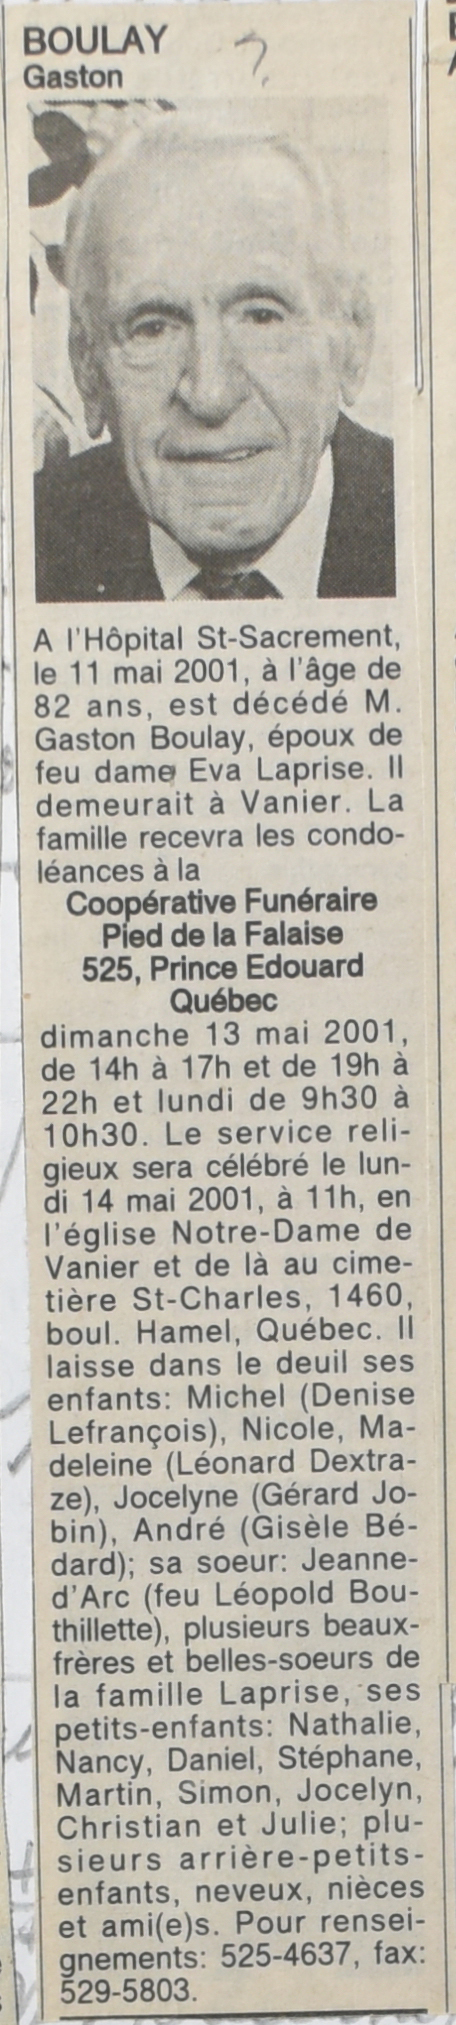 BOULAY
Gaston
?
A l'Hôpital St-Sacrement,
le 11 mai 2001, à l'âge de
82 ans, est décédé M.
Gaston Boulay, époux de
feu dame Eva Laprise. Il
demeurait à Vanier. La
famille recevra les condo-
léances à la
Coopérative Funéraire
Pied de la Falaise
525, Prince Edouard
Québec
dimanche 13 mai 2001,
de 14h à 17h et de 19h à
22h et lundi de 9h30 à
10h30. Le service reli-
gieux sera célébré le lun-
di 14 mai 2001, à 11h, en
l'église Notre-Dame de
Vanier et de là au cime-
tière St-Charles, 1460,
boul. Hamel, Québec. Il
laisse dans le deuil ses
enfants: Michel (Denise
Lefrançois), Nicole, Ma-
deleine (Léonard Dextra-
ze), Jocelyne (Gérard Jo-
bin), André (Gisèle Bé-
dard); sa soeur: Jeanne-
d'Arc (feu Léopold Bou-
thillette), plusieurs beaux-
frères et belles-soeurs de
la famille Laprise, ses
petits-enfants: Nathalie,
Nancy, Daniel, Stéphane,
Martin, Simon, Jocelyn,
Christian et Julie; plu-
sieurs arrière-petits-
enfants, neveux, nièces
et ami(e)s. Pour rensei-
gnements: 525-4637, fax:
529-5803.